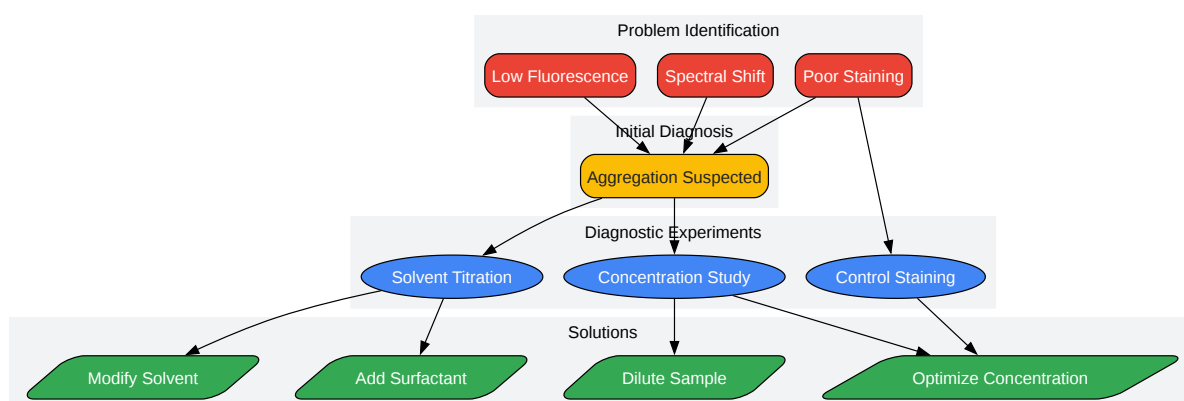 Problem Identification
Low Fluorescence
Spectral Shift
Poor Staining
Initial Diagnosis
Aggregation Suspected
Diagnostic Experiments
Solvent Titration
Concentration Study
Control Staining
Solutions
Modify Solvent
Add Surfactant
Dilute Sample
Optimize Concentration